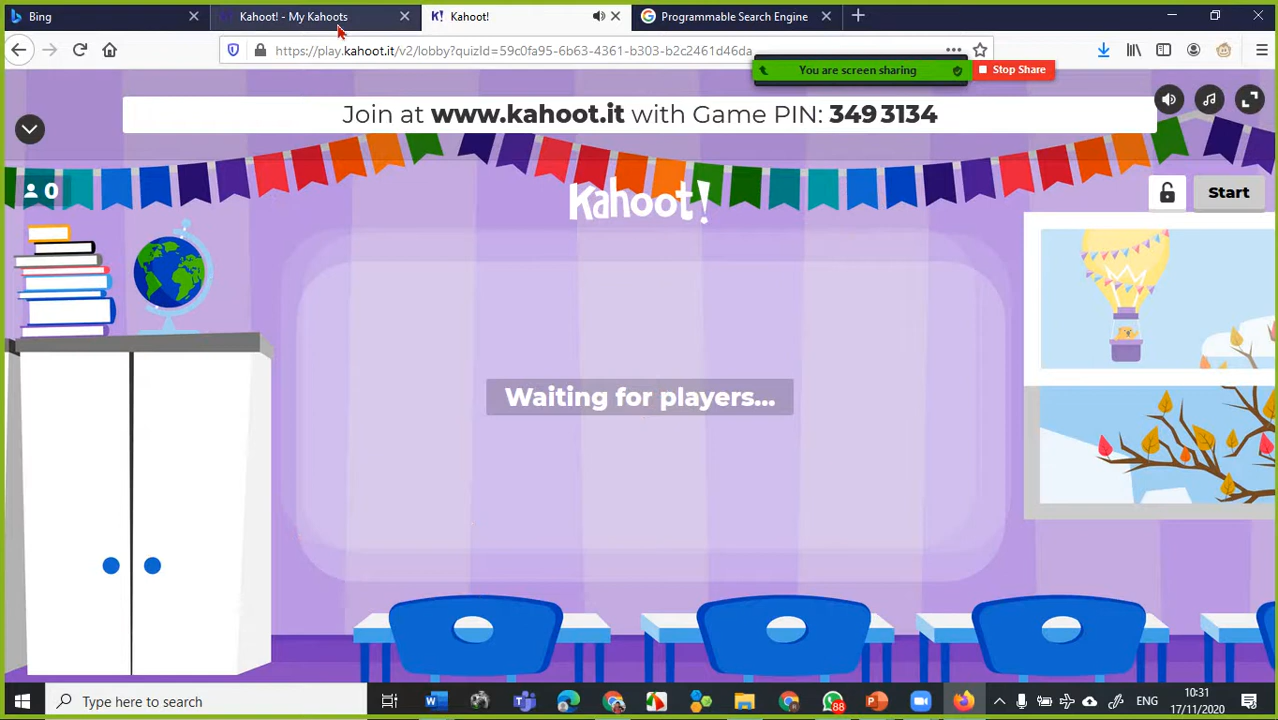 Bing
Kahoot! - My Kahoots
K! Kahoot!
Programmable Search Engine
https://play.kahoot.it/v2/lobby?quizId=59c0fa95-6b63-4361-b303-b2c2461d46da
You are screen sharing
Stop Share
Join at www.kahoot.it with Game PIN: 349 3134
0
Kahoot!
Start
Waiting for players...
Type here to search
88
ENG
10:31
17/11/2020